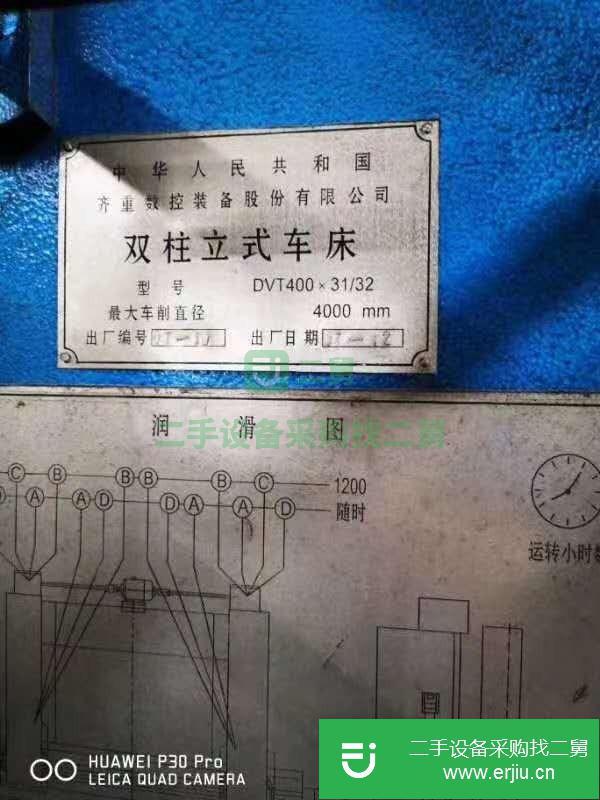 中华人民共和国
齐重数控装备股份有限公司
双柱立式车床
型号 DVT400×31/32
最大车削直径 4000 mm
出厂编号 出厂日期
二舅
二手设备采购找二舅
润滑图
C B B B B C 1200
A A A D D A A D 随时
运转小时
HUAWEI P30 Pro
LEICA QUAD CAMERA
二手设备采购找二舅
www.erjiu.cn